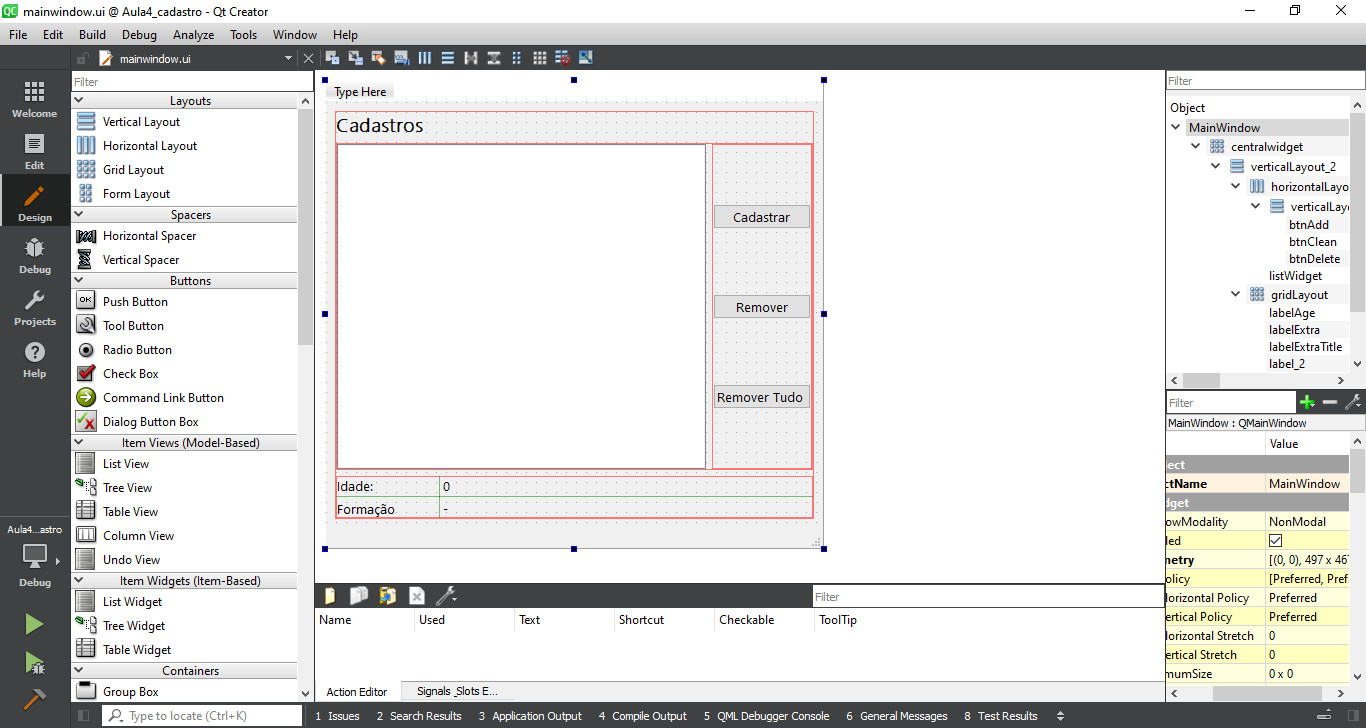 mainwindow.ui @ Aula4_cadastro - Qt Creator
File Edit Build Debug Analyze Tools Window Help
mainwindow.ui
Welcome
Edit
Design
Debug
Projects
Help
Aula4...astro
Debug
Filter
Layouts
Vertical Layout
Horizontal Layout
Grid Layout
Form Layout
Spacers
Horizontal Spacer
Vertical Spacer
Buttons
OK Push Button
Tool Button
Radio Button
Check Box
Command Link Button
Dialog Button Box
Item Views (Model-Based)
List View
Tree View
Table View
Column View
Undo View
Item Widgets (Item-Based)
List Widget
Tree Widget
Table Widget
Containers
Group Box
Type Here
Cadastros
Cadastrar
Remover
Remover Tudo
Idade: 0
Formação -
Filter
Name Used Text Shortcut Checkable ToolTip
Action Editor Signals _Slots E...
Filter
Object
MainWindow
centralwidget
verticalLayout_2
horizontalLayo
verticalLay
btnAdd
btnClean
btnDelete
listWidget
gridLayout
labelAge
labelExtra
labelExtraTitle
label_2
Filter
MainWindow : QMainWindow
Value
ect
ctName MainWindow
dget
owModality NonModal
led
metry [(0, 0), 497 x 467
olicy [Preferred, Pref
orizontal Policy Preferred
ertical Policy Preferred
orizontal Stretch 0
ertical Stretch 0
mumSize 0 x 0
Type to locate (Ctrl+K)
1 Issues 2 Search Results 3 Application Output 4 Compile Output 5 QML Debugger Console 6 General Messages 8 Test Results